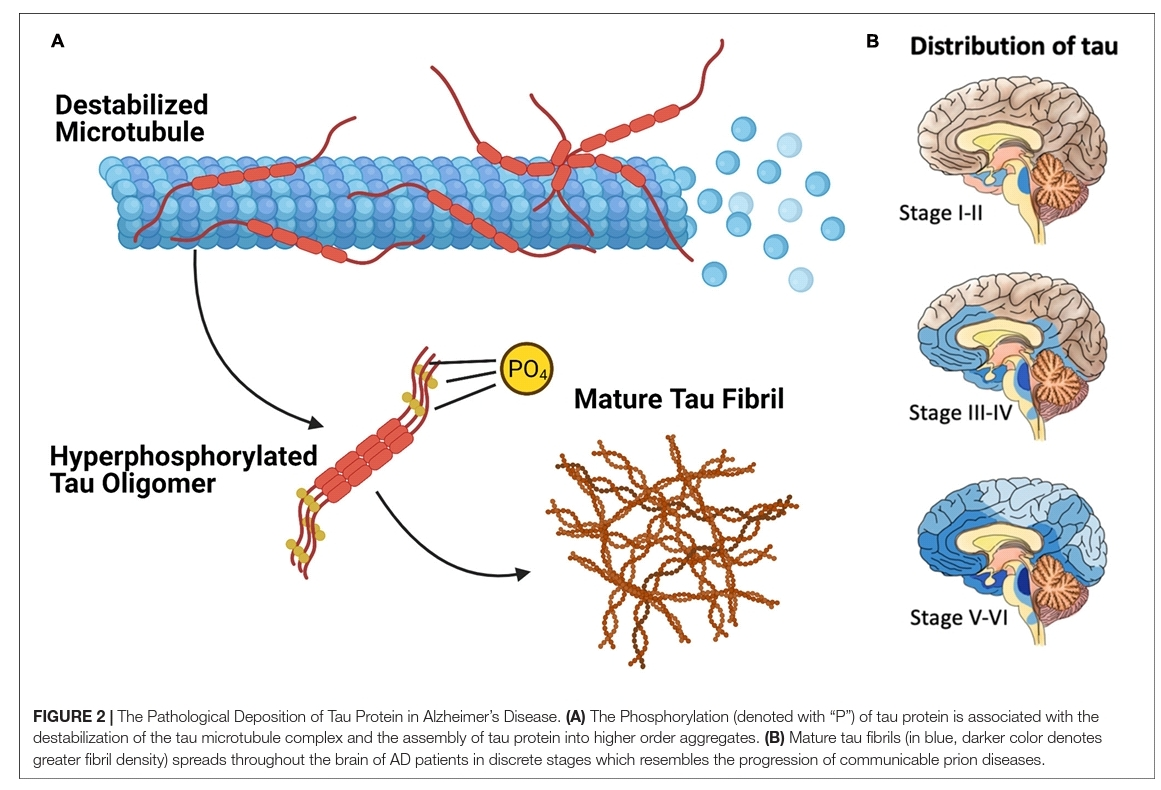 A
Destabilized
Microtubule
PO₄
Mature Tau Fibril
Hyperphosphorylated
Tau Oligomer
B
Distribution of tau
Stage I-II
Stage III-IV
Stage V-VI
FIGURE 2 | The Pathological Deposition of Tau Protein in Alzheimer’s Disease. (A) The Phosphorylation (denoted with “P”) of tau protein is associated with the
destabilization of the tau microtubule complex and the assembly of tau protein into higher order aggregates. (B) Mature tau fibrils (in blue, darker color denotes
greater fibril density) spreads throughout the brain of AD patients in discrete stages which resembles the progression of communicable prion diseases.